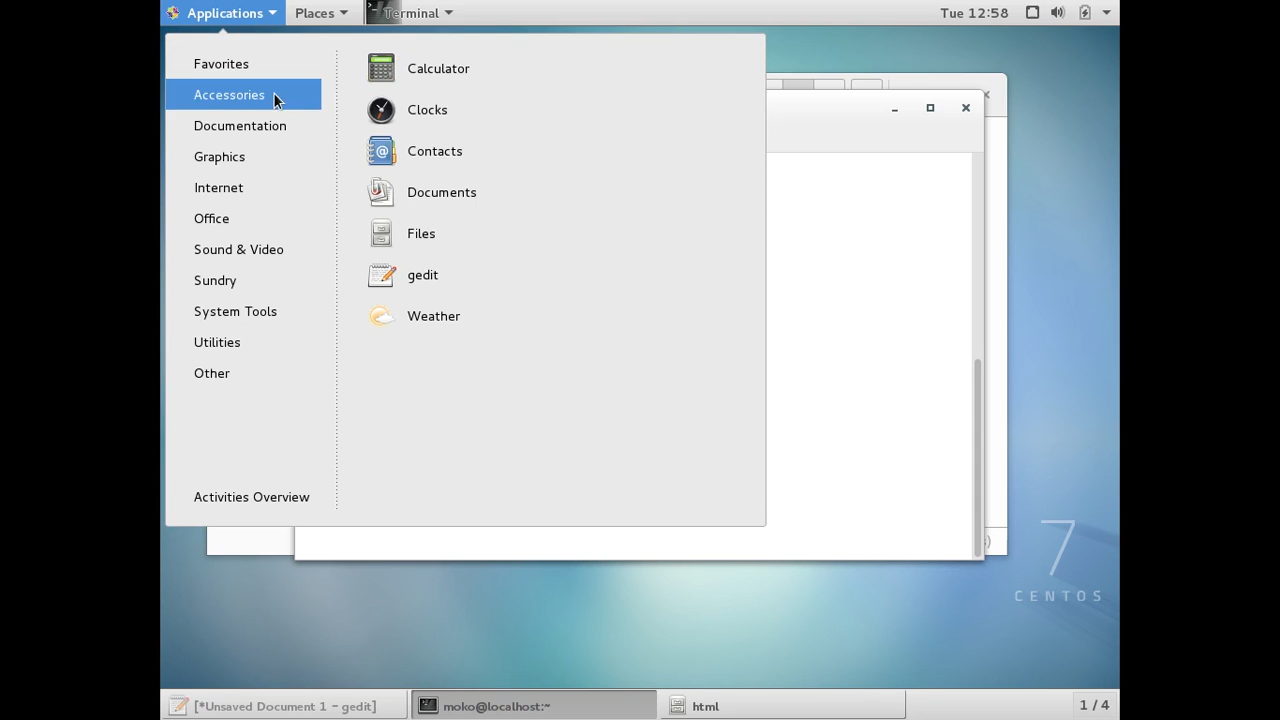 Applications Places Terminal Tue 12:58
Favorites
Accessories
Documentation
Graphics
Internet
Office
Sound & Video
Sundry
System Tools
Utilities
Other
Activities Overview
Calculator
Clocks
Contacts
Documents
Files
gedit
Weather
7
CENTOS
[*Unsaved Document 1 - gedit] moko@localhost:~ html 1 / 4